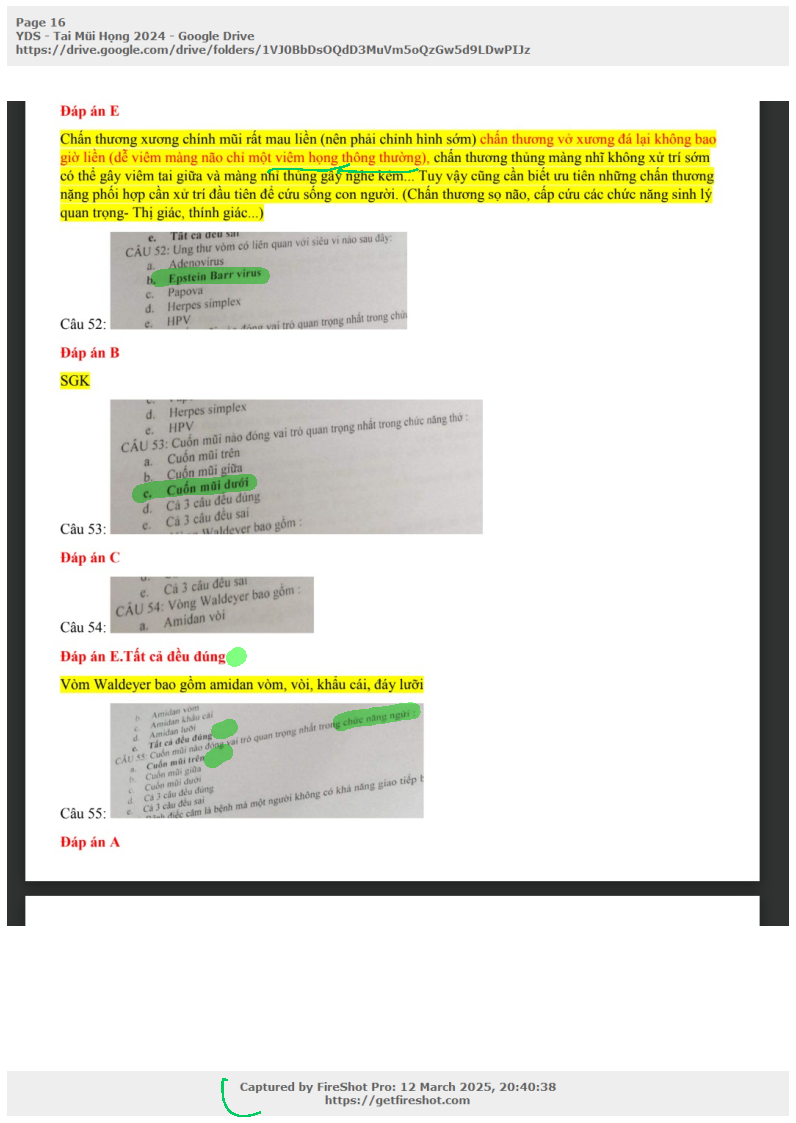 Page 16
YDS - Tai Mũi Họng 2024 - Google Drive
https://drive.google.com/drive/folders/1VJ0BbDsOQdD3MuVm5oQzGw5d9LDwPIJz
Đáp án E
Chấn thương xương chính mũi rất mau liền (nên phải chỉnh hình sớm) chấn thương vở xương đá lại không bao
giờ liền (dễ viêm màng não chỉ một viêm họng thông thường), chấn thương thủng màng nhĩ không xử trí sớm
có thể gây viêm tai giữa và màng nhĩ thủng gây nghe kém... Tuy vậy cũng cần biết ưu tiên những chấn thương
nặng phối hợp cần xử trí đầu tiên để cứu sống con người. (Chấn thương sọ não, cấp cứu các chức năng sinh lý
quan trọng- Thị giác, thính giác...)
e. Tất cả đều sai
CÂU 52: Ung thư vòm có liên quan với siêu vi nào sau đây:
a. Adenovirus
b. Epstein Barr virus
c. Papova
d. Herpes simplex
e. HPV
vai trò quan trọng nhất trong chức
Câu 52:
Đáp án B
SGK
d. Herpes simplex
e. HPV
CÂU 53: Cuốn mũi nào đóng vai trò quan trọng nhất trong chức năng thở :
a. Cuốn mũi trên
b. Cuốn mũi giữa
c. Cuốn mũi dưới
d. Cả 3 câu đều đúng
e. Cả 3 câu đều sai
Waldeyer bao gồm :
Câu 53:
Đáp án C
e. Cả 3 câu đều sai
CÂU 54: Vòng Waldeyer bao gồm :
a. Amidan vòi
Câu 54:
Đáp án E.Tất cả đều đúng
Vòm Waldeyer bao gồm amidan vòm, vòi, khẩu cái, đáy lưỡi
b. Amidan vòm
c. Amidan khẩu cái
d. Amidan lưỡi
e. Tất cả đều đúng
CÂU 55: Cuốn mũi nào đóng vai trò quan trọng nhất trong chức năng ngửi :
a. Cuốn mũi trên
b. Cuốn mũi giữa
c. Cuốn mũi dưới
d. Cả 3 câu đều đúng
e. Cả 3 câu đều sai
điếc câm là bệnh mà một người không có khả năng giao tiếp
Câu 55:
Đáp án A
Captured by FireShot Pro: 12 March 2025, 20:40:38
https://getfireshot.com